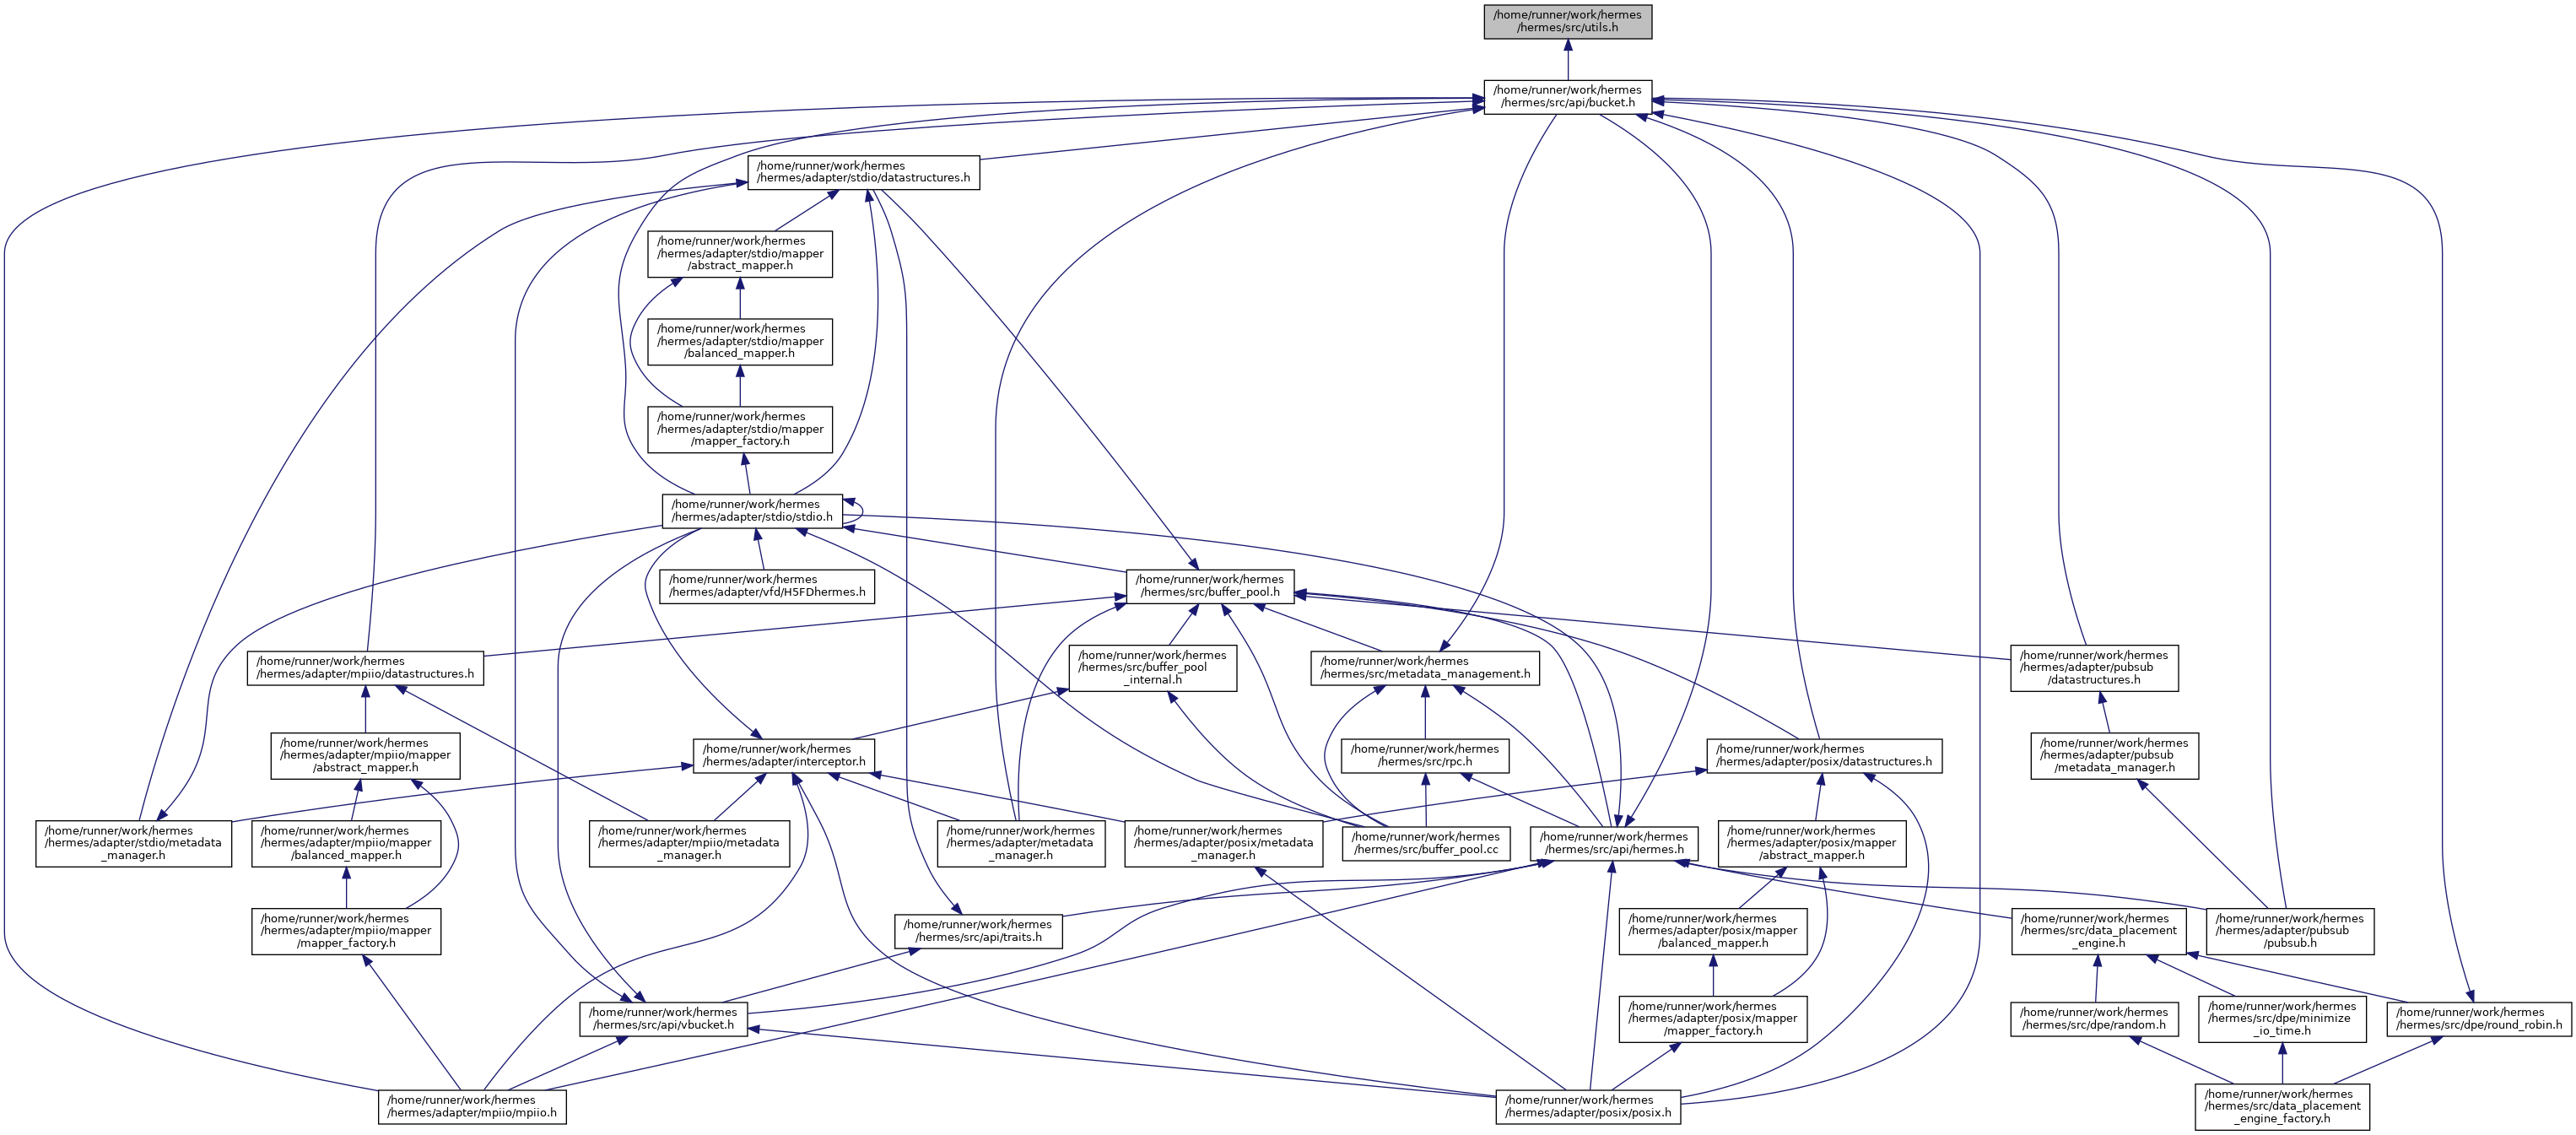 /home/runner/work/hermes
/hermes/src/utils.h
/home/runner/work/hermes
/hermes/src/api/bucket.h
/home/runner/work/hermes
/hermes/adapter/stdio/datastructures.h
/home/runner/work/hermes
/hermes/adapter/stdio/mapper
/abstract_mapper.h
/home/runner/work/hermes
/hermes/adapter/stdio/mapper
/balanced_mapper.h
/home/runner/work/hermes
/hermes/adapter/stdio/mapper
/mapper_factory.h
/home/runner/work/hermes
/hermes/adapter/stdio/stdio.h
/home/runner/work/hermes
/hermes/adapter/vfd/H5FDhermes.h
/home/runner/work/hermes
/hermes/src/buffer_pool.h
/home/runner/work/hermes
/hermes/adapter/mpiio/datastructures.h
/home/runner/work/hermes
/hermes/src/buffer_pool
_internal.h
/home/runner/work/hermes
/hermes/src/metadata_management.h
/home/runner/work/hermes
/hermes/adapter/pubsub
/datastructures.h
/home/runner/work/hermes
/hermes/adapter/mpiio/mapper
/abstract_mapper.h
/home/runner/work/hermes
/hermes/adapter/interceptor.h
/home/runner/work/hermes
/hermes/src/rpc.h
/home/runner/work/hermes
/hermes/adapter/posix/datastructures.h
/home/runner/work/hermes
/hermes/adapter/pubsub
/metadata_manager.h
/home/runner/work/hermes
/hermes/adapter/stdio/metadata
_manager.h
/home/runner/work/hermes
/hermes/adapter/mpiio/mapper
/balanced_mapper.h
/home/runner/work/hermes
/hermes/adapter/mpiio/metadata
_manager.h
/home/runner/work/hermes
/hermes/adapter/metadata
_manager.h
/home/runner/work/hermes
/hermes/adapter/posix/metadata
_manager.h
/home/runner/work/hermes
/hermes/src/buffer_pool.cc
/home/runner/work/hermes
/hermes/src/api/hermes.h
/home/runner/work/hermes
/hermes/adapter/posix/mapper
/abstract_mapper.h
/home/runner/work/hermes
/hermes/adapter/mpiio/mapper
/mapper_factory.h
/home/runner/work/hermes
/hermes/src/api/traits.h
/home/runner/work/hermes
/hermes/adapter/posix/mapper
/balanced_mapper.h
/home/runner/work/hermes
/hermes/src/data_placement
_engine.h
/home/runner/work/hermes
/hermes/adapter/pubsub
/pubsub.h
/home/runner/work/hermes
/hermes/src/api/vbucket.h
/home/runner/work/hermes
/hermes/adapter/posix/mapper
/mapper_factory.h
/home/runner/work/hermes
/hermes/src/dpe/random.h
/home/runner/work/hermes
/hermes/src/dpe/minimize
_io_time.h
/home/runner/work/hermes
/hermes/src/dpe/round_robin.h
/home/runner/work/hermes
/hermes/adapter/mpiio/mpiio.h
/home/runner/work/hermes
/hermes/adapter/posix/posix.h
/home/runner/work/hermes
/hermes/src/data_placement
_engine_factory.h